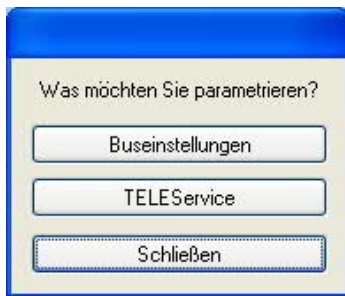 Was möchten Sie parametrieren?
Buseinstellungen
TELEService
Schließen